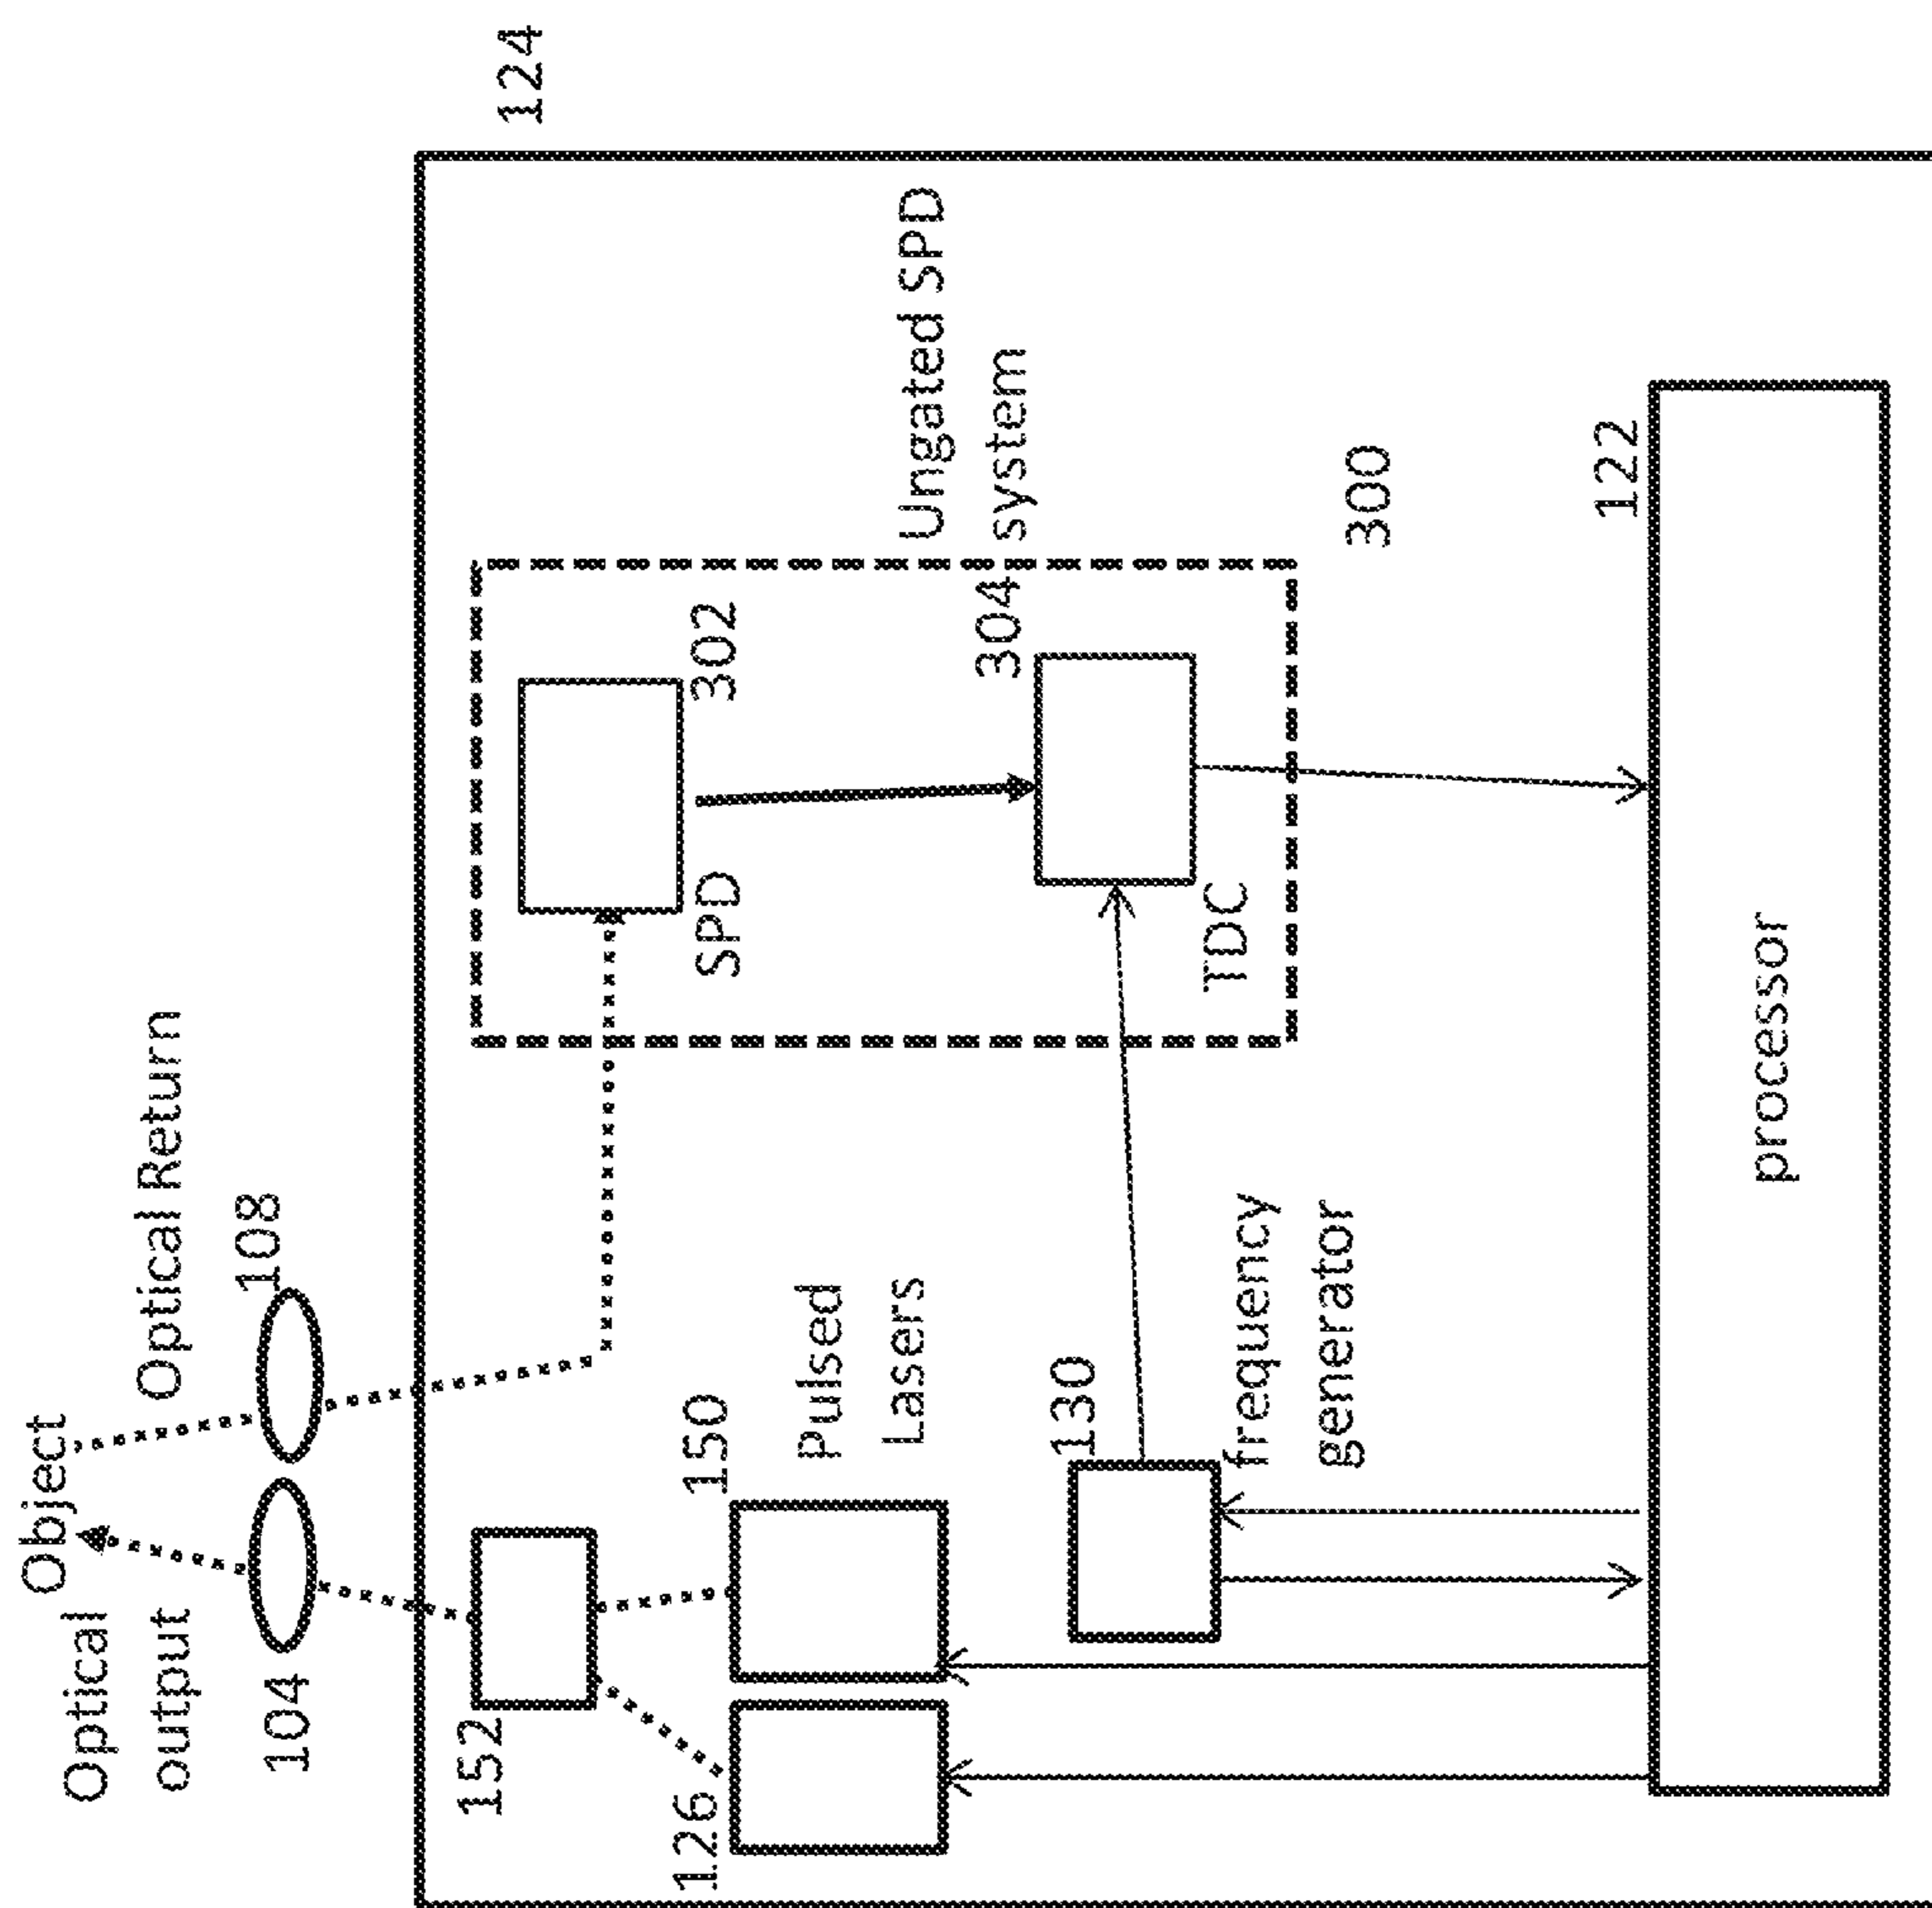 124
Object
Optical
output
Optical Return
104
108
152
126
150
Pulsed
Lasers
SPD
302
Ungated SPD
system
304
TDC
300
130
frequency
generator
122
processor